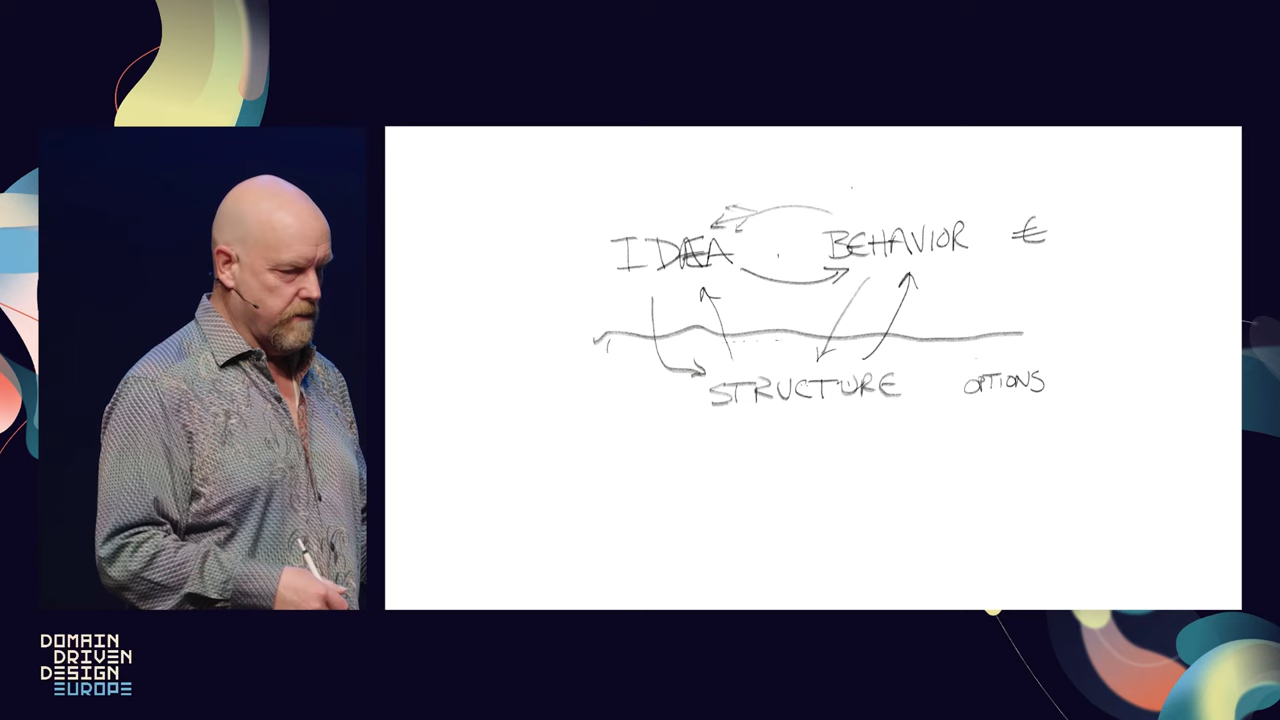 IDEA BEHAVIOR €
STRUCTURE OPTIONS
DOMAIN
DRIVEN
DESIGN
EUROPE